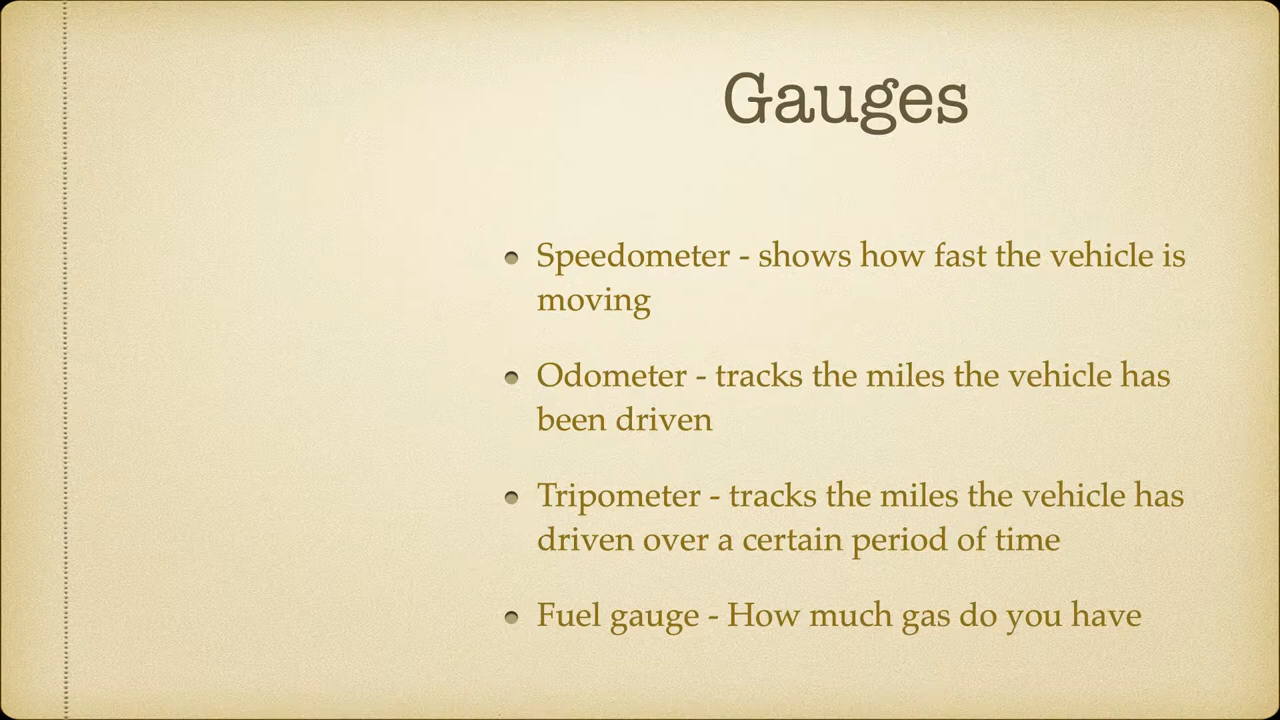 Gauges
• Speedometer - shows how fast the vehicle is
moving
• Odometer - tracks the miles the vehicle has
been driven
• Tripometer - tracks the miles the vehicle has
driven over a certain period of time
• Fuel gauge - How much gas do you have